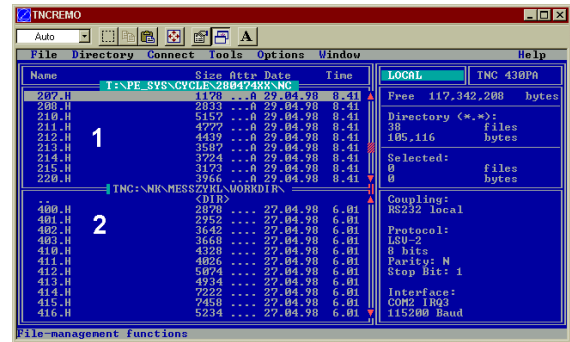 TNCREMO
Auto
A
File Directory Connect Tools Options Window Help
Name Size Attr Date Time
T:\PE_SYS\CYCLE\280474XX\NC
207.H 1178 ...A 29.04.98 8.41
208.H 2833 ...A 29.04.98 8.41
210.H 5157 ...A 29.04.98 8.41
211.H 4777 ...A 29.04.98 8.41
212.H 4439 ...A 29.04.98 8.41
213.H 3587 ...A 29.04.98 8.41
214.H 3724 ...A 29.04.98 8.41
215.H 3173 ...A 29.04.98 8.41
220.H 3966 ...A 29.04.98 8.41
1
TNC:\NK\MESSZYKL\WORKDIR\
.. <DIR>
400.H 2878 .... 27.04.98 6.01
401.H 2952 .... 27.04.98 6.01
402.H 3642 .... 27.04.98 6.01
403.H 3668 .... 27.04.98 6.01
410.H 4328 .... 27.04.98 6.01
411.H 4026 .... 27.04.98 6.01
412.H 5074 .... 27.04.98 6.01
413.H 4934 .... 27.04.98 6.01
414.H 7222 .... 27.04.98 6.01
415.H 7458 .... 27.04.98 6.01
416.H 5234 .... 27.04.98 6.01
2
LOCAL TNC 430PA
Free 117,342,208 bytes
Directory (*.*):
38 files
105,116 bytes
Selected:
0 files
0 bytes
Coupling:
RS232 local
Protocol:
LSV-2
8 bits
Parity: N
Stop Bit: 1
Interface:
COM2 IRQ3
115200 Baud
File-management functions